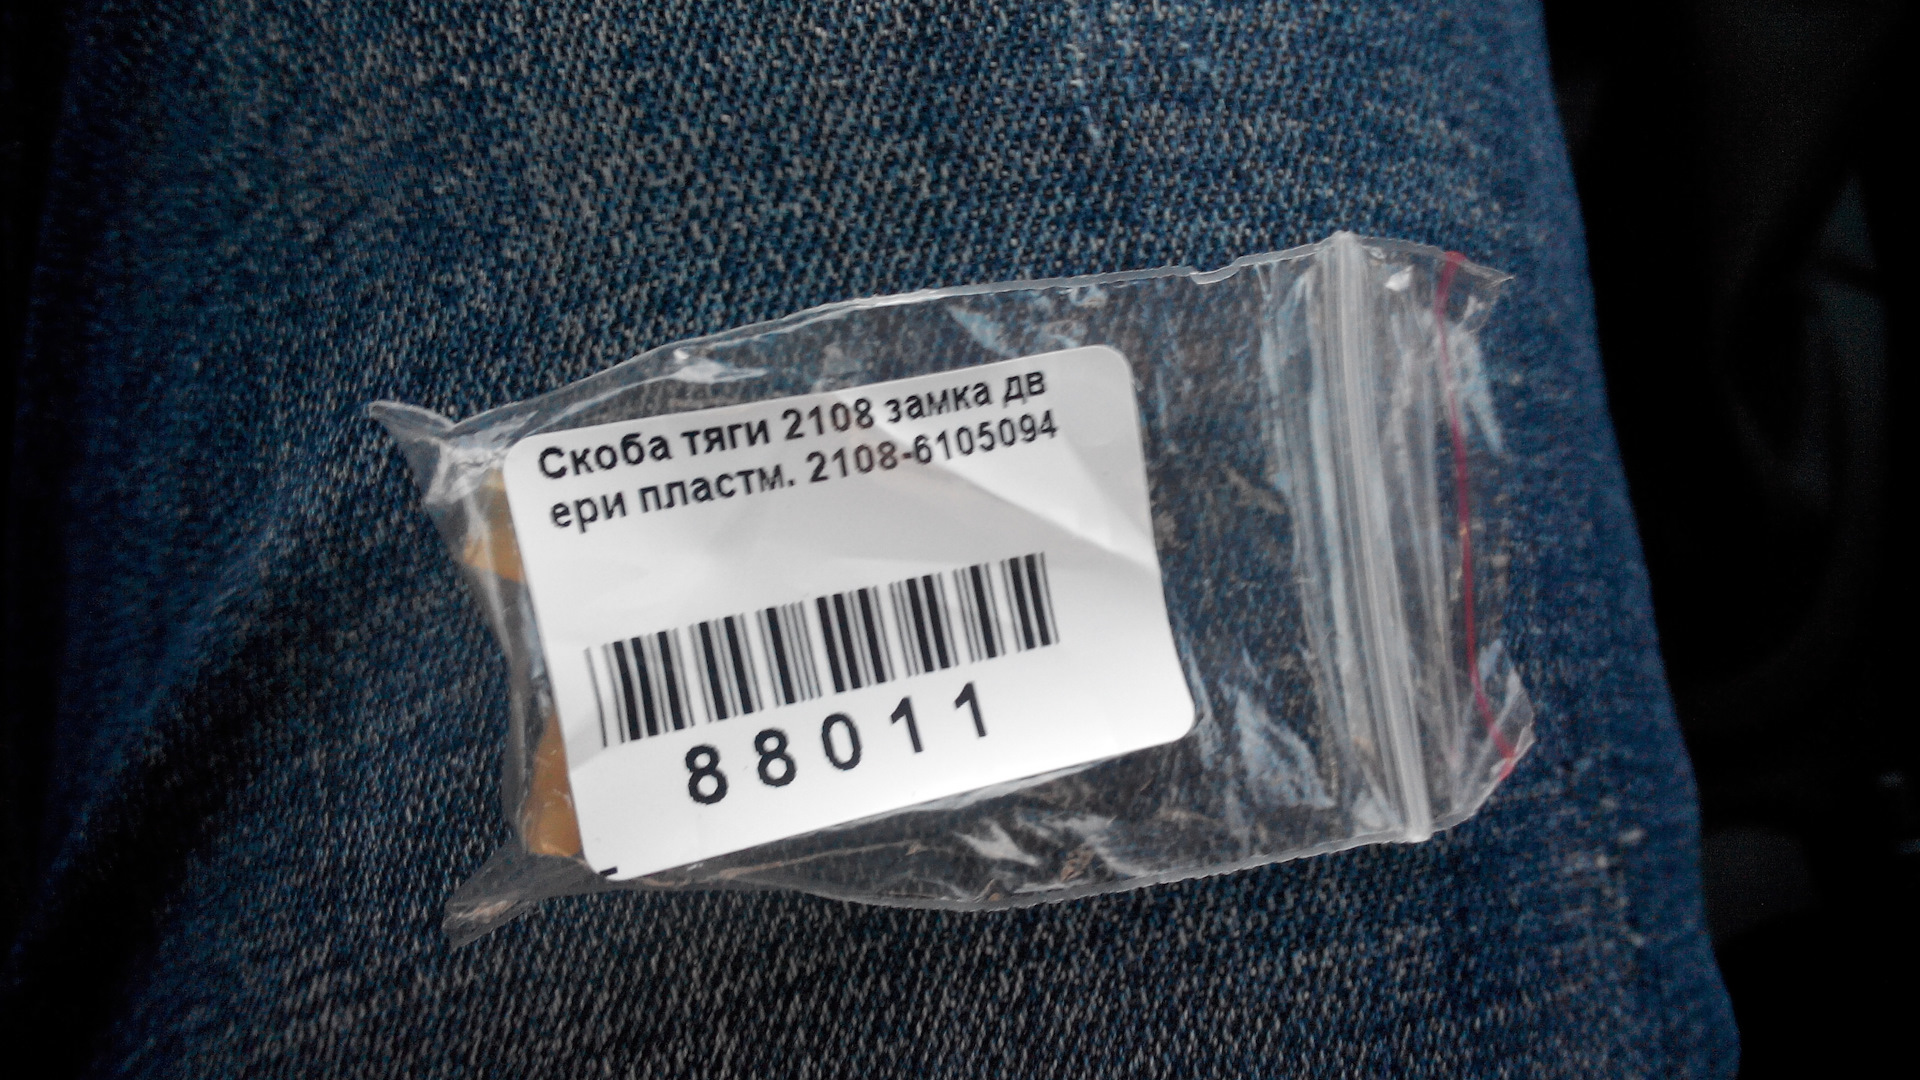 Скоба тяги 2108 замка дв
ери пластм. 2108-6105094
88011